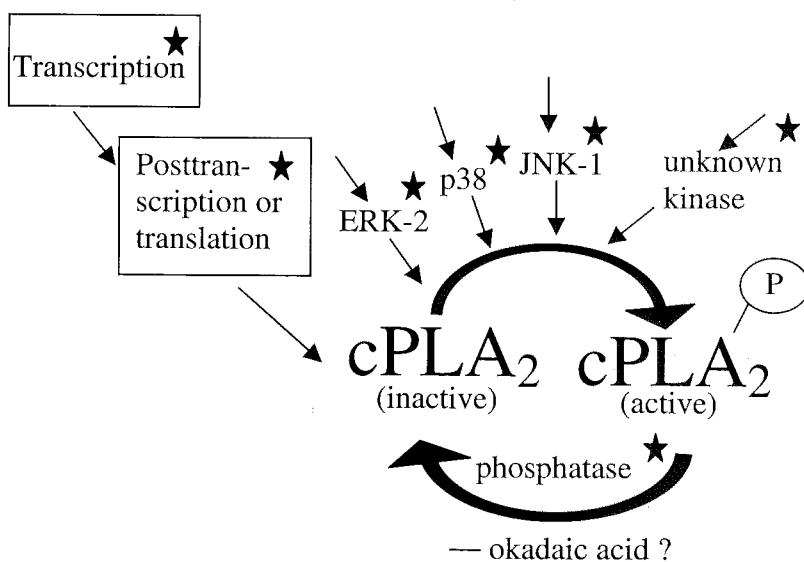 Transcription
Posttran-
scription or
translation
ERK-2
p38
JNK-1
unknown
kinase
P
cPLA₂
(inactive)
cPLA₂
(active)
phosphatase
— okadaic acid ?